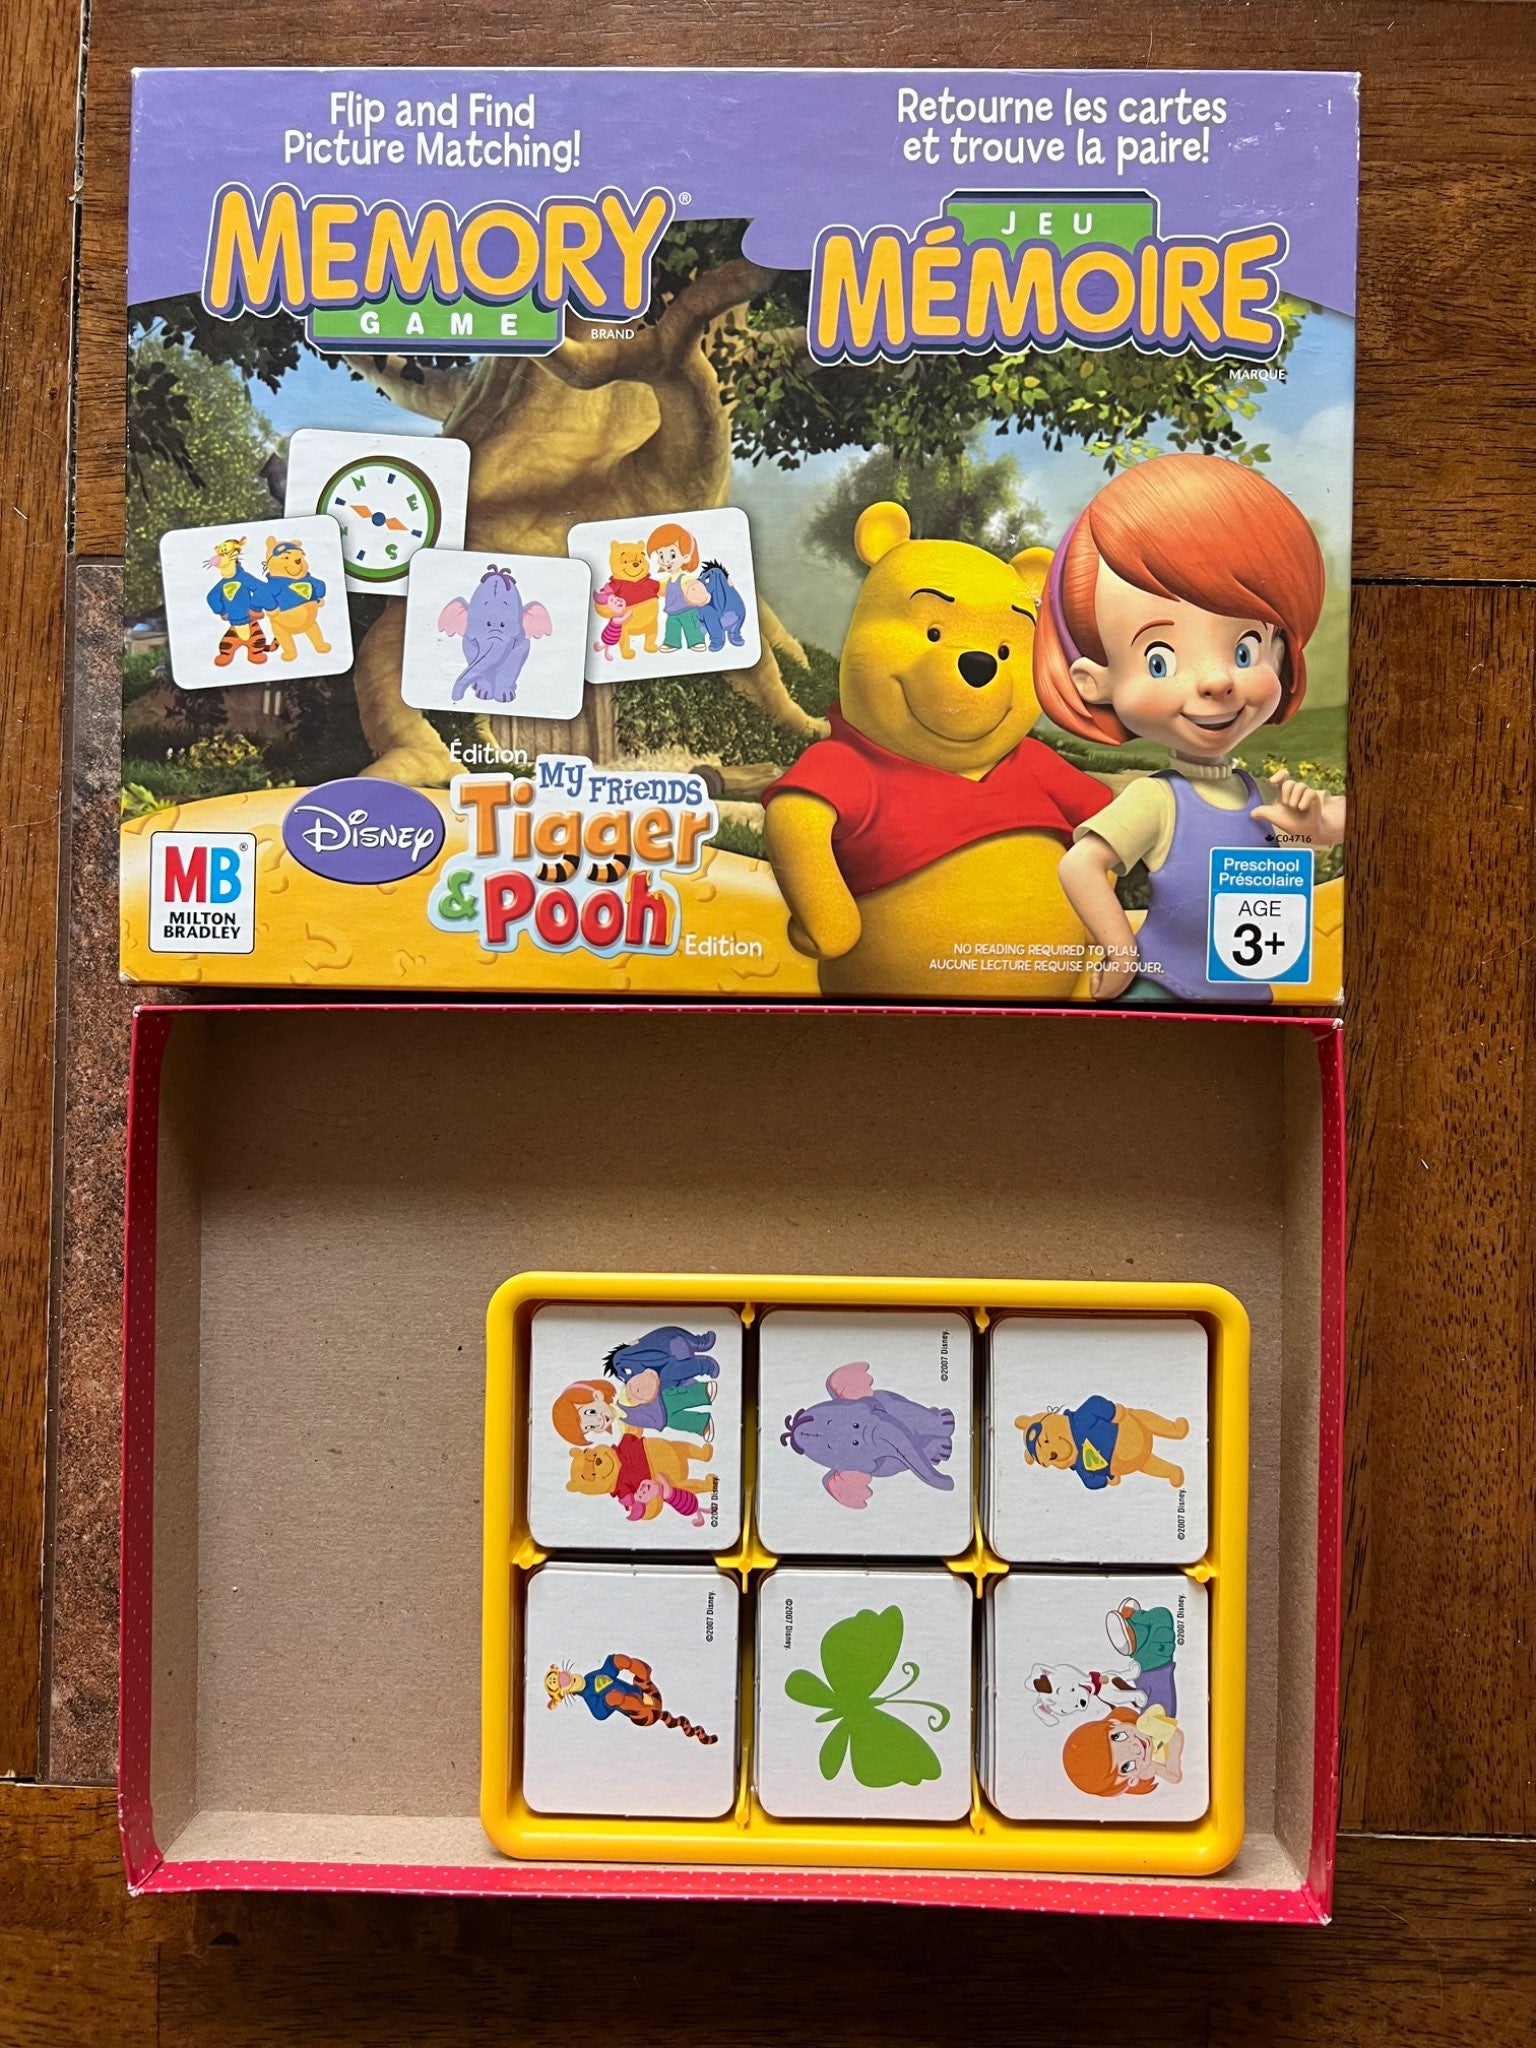 Flip and Find
Picture Matching!
MEMORY®
GAME
BRAND
Retourne les cartes
et trouve la paire!
JEU
MÉMOIRE
MARQUE
N
E
S
Édition
DISNEY
MY FRIENDS
Tigger
& Pooh
Edition
MB®
MILTON
BRADLEY
C04716
Preschool
Préscolaire
AGE
3+
NO READING REQUIRED TO PLAY.
AUCUNE LECTURE REQUISE POUR JOUER.
©2007 Disney.
©2007 Disney.
©2007 Disney.
©2007 Disney.
©2007 Disney.
©2007 Disney.